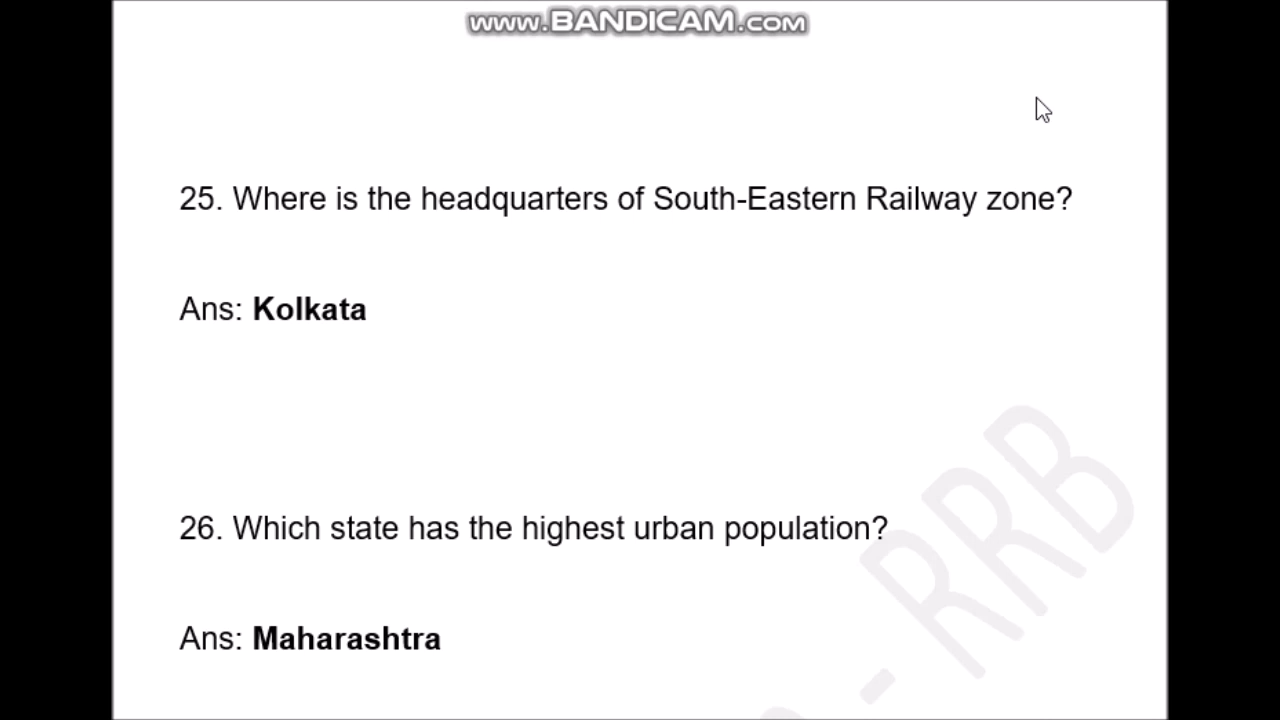 www.BANDICAM.com
25. Where is the headquarters of South-Eastern Railway zone?
Ans: Kolkata
26. Which state has the highest urban population?
Ans: Maharashtra
- RRB